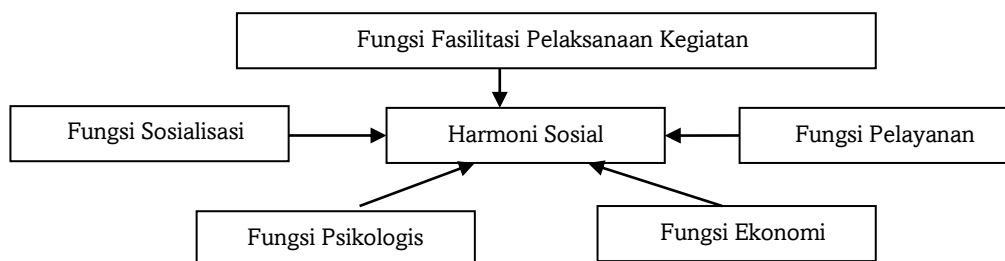 Fungsi Fasilitasi Pelaksanaan Kegiatan
Fungsi Sosialisasi
Harmoni Sosial
Fungsi Pelayanan
Fungsi Psikologis
Fungsi Ekonomi